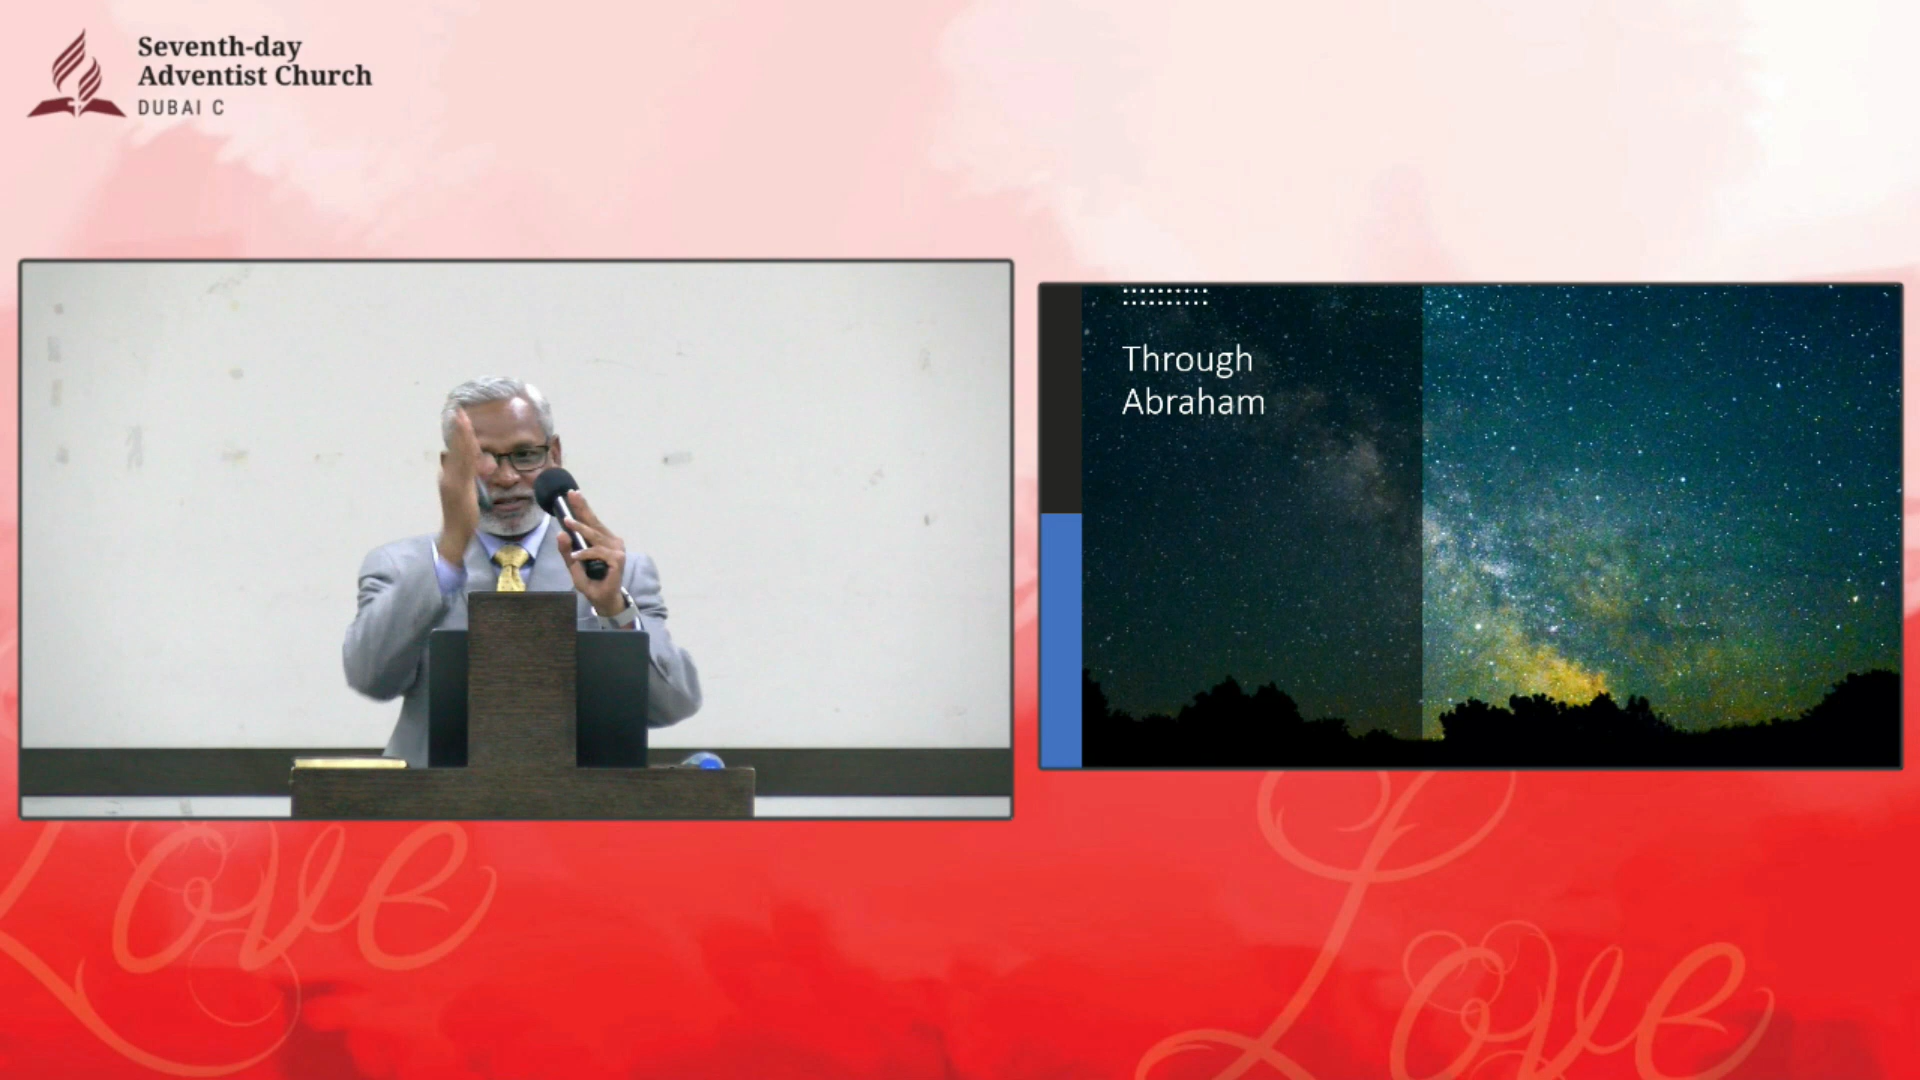 Seventh-day
Adventist Church
DUBAI C
Through
Abraham
Love
Love